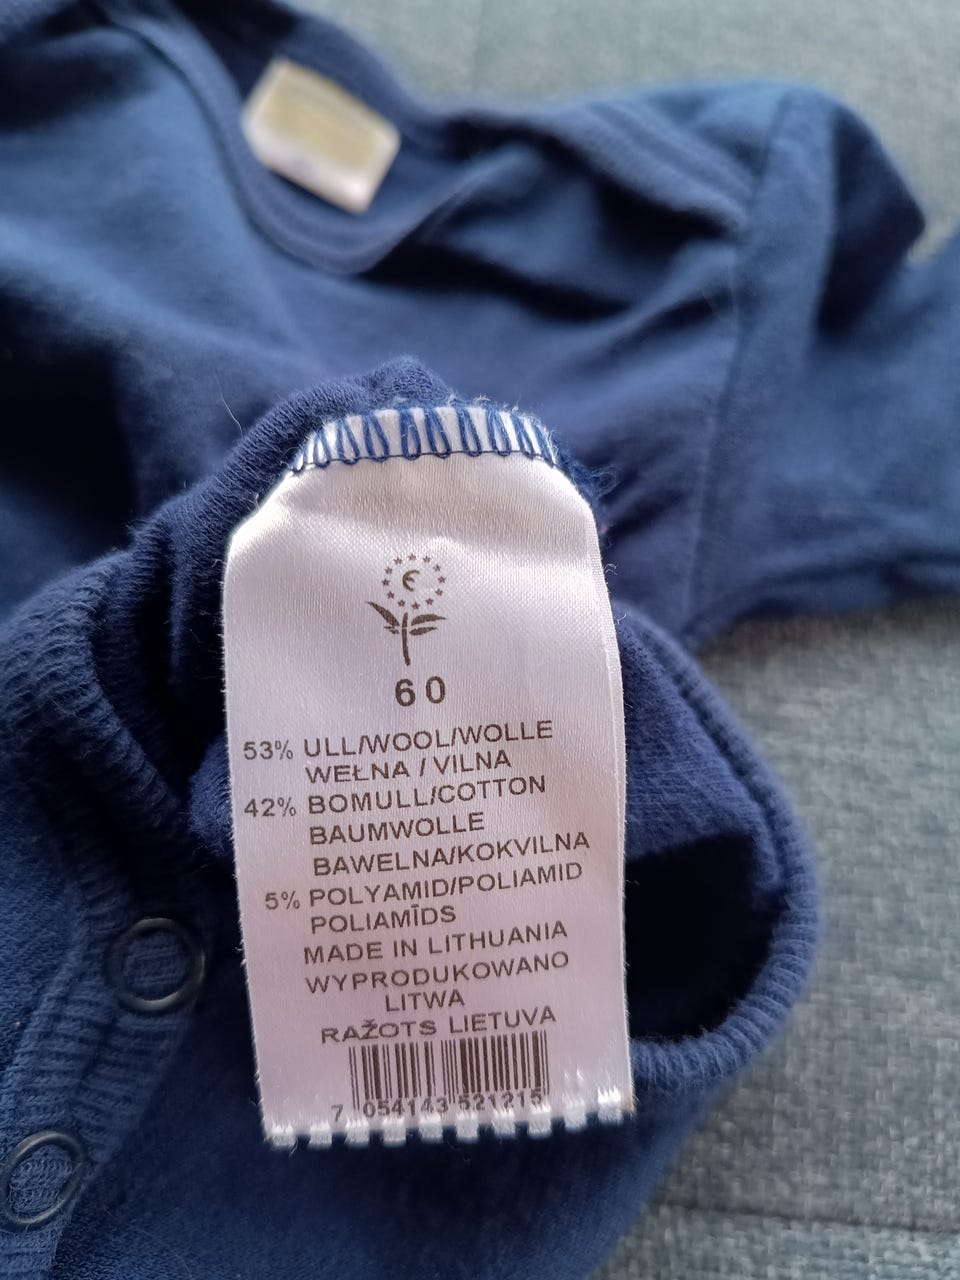 60
53% ULL/WOOL/WOLLE
WEŁNA / VILNA
42% BOMULL/COTTON
BAUMWOLLE
BAWELNA/KOKVILNA
5% POLYAMID/POLIAMID
POLIAMĪDS
MADE IN LITHUANIA
WYPRODUKOWANO
LITWA
RAŽOTS LIETUVA
7 054143 521215